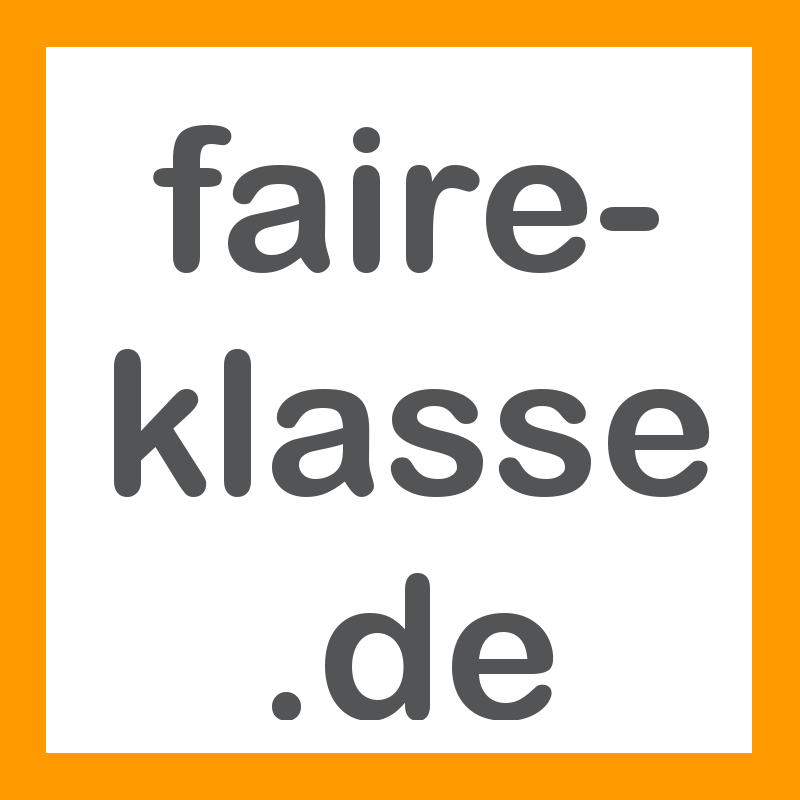 faire-
klasse
.de